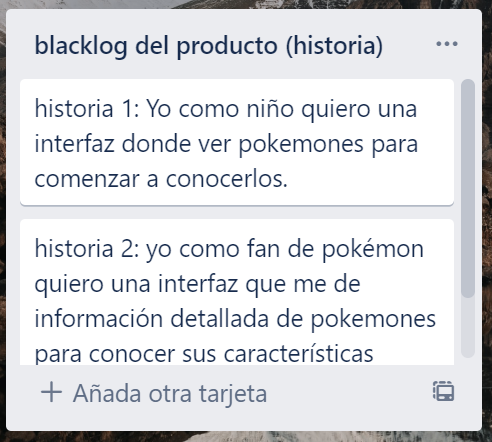 blacklog del producto (historia)
historia 1: Yo como niño quiero una
interfaz donde ver pokemones para
comenzar a conocerlos.
historia 2: yo como fan de pokémon
quiero una interfaz que me de
información detallada de pokemones
para conocer sus características
Añada otra tarjeta